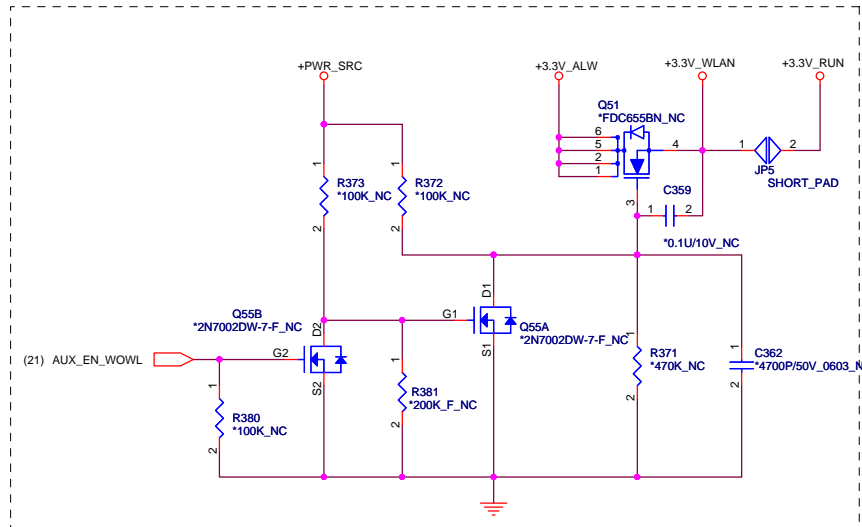 +PWR_SRC
+3.3V_ALW
+3.3V_WLAN
+3.3V_RUN
Q51
*FDC655BN_NC
6
5
2
1
4
3
1
2
JP5
SHORT_PAD
C359
1
2
*0.1U/10V_NC
1
R373
*100K_NC
2
1
R372
*100K_NC
2
Q55B
*2N7002DW-7-F_NC
D2
G2
S2
D1
G1
S1
Q55A
*2N7002DW-7-F_NC
(21) AUX_EN_WOWL
1
R380
*100K_NC
2
1
R381
*200K_F_NC
2
1
R371
*470K_NC
2
1
C362
*4700P/50V_0603_N
2